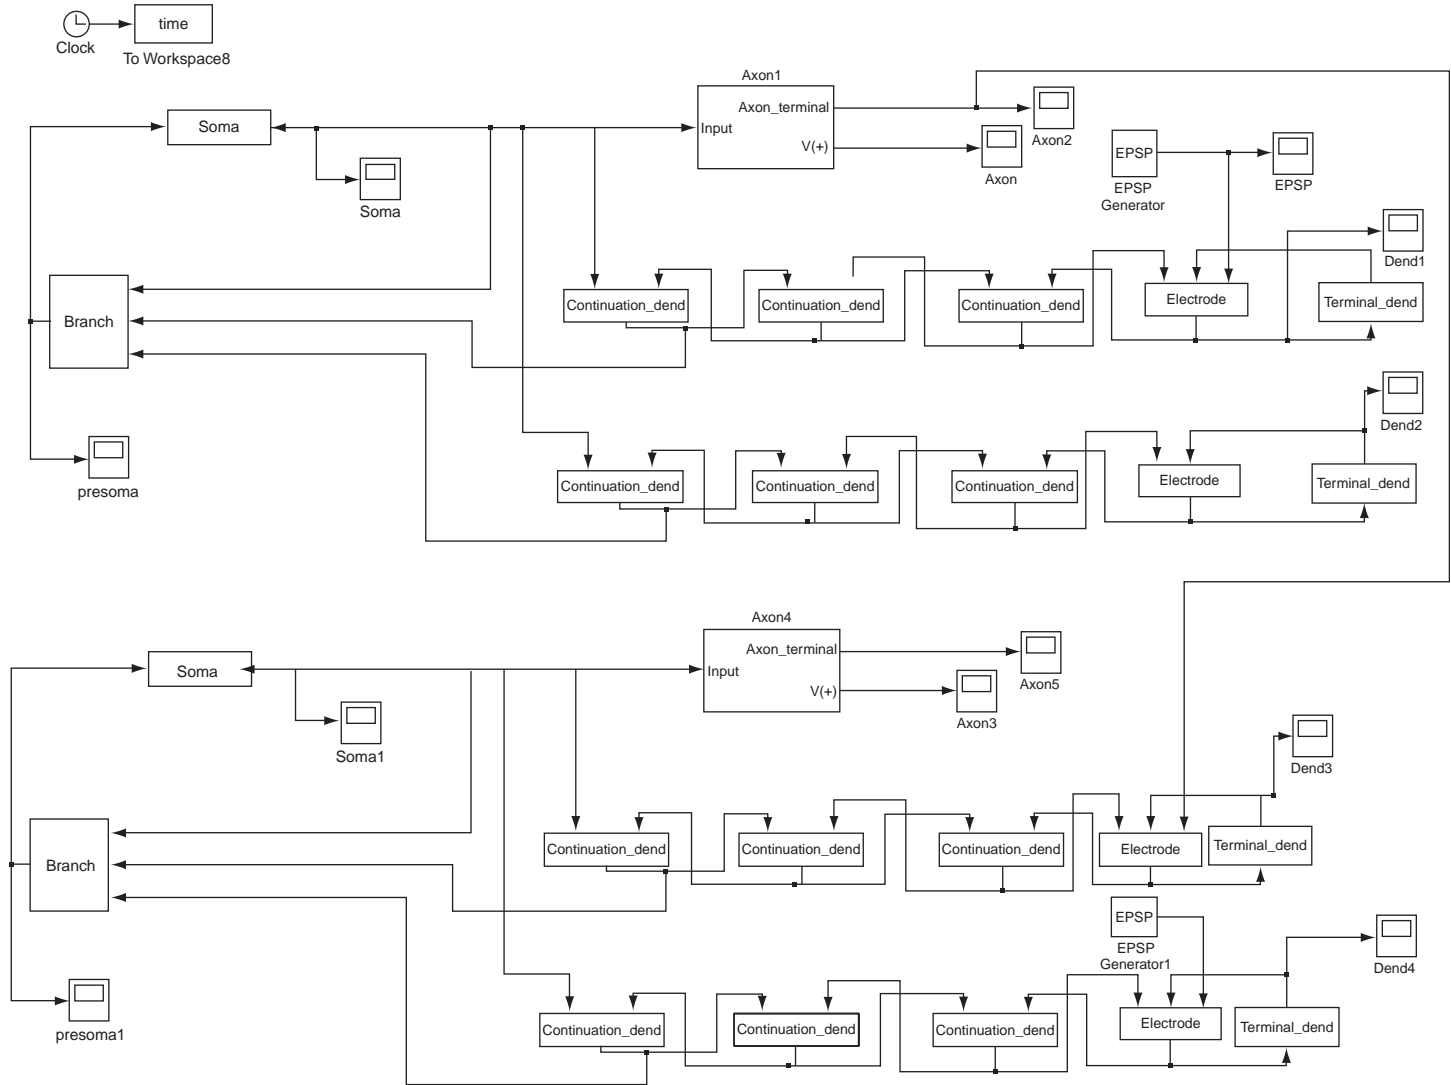 time
Clock
To Workspace8
Axon1
Axon_terminal
Input
V(+)
Axon2
Axon
Soma
Soma
EPSP
EPSP
Generator
EPSP
Dend1
Branch
Continuation_dend
Continuation_dend
Continuation_dend
Electrode
Terminal_dend
Dend2
presoma
Continuation_dend
Continuation_dend
Continuation_dend
Electrode
Terminal_dend
Axon4
Axon_terminal
Input
V(+)
Axon5
Axon3
Soma
Soma1
Dend3
Branch
Continuation_dend
Continuation_dend
Continuation_dend
Electrode
Terminal_dend
EPSP
EPSP
Generator1
Dend4
presoma1
Continuation_dend
Continuation_dend
Continuation_dend
Electrode
Terminal_dend